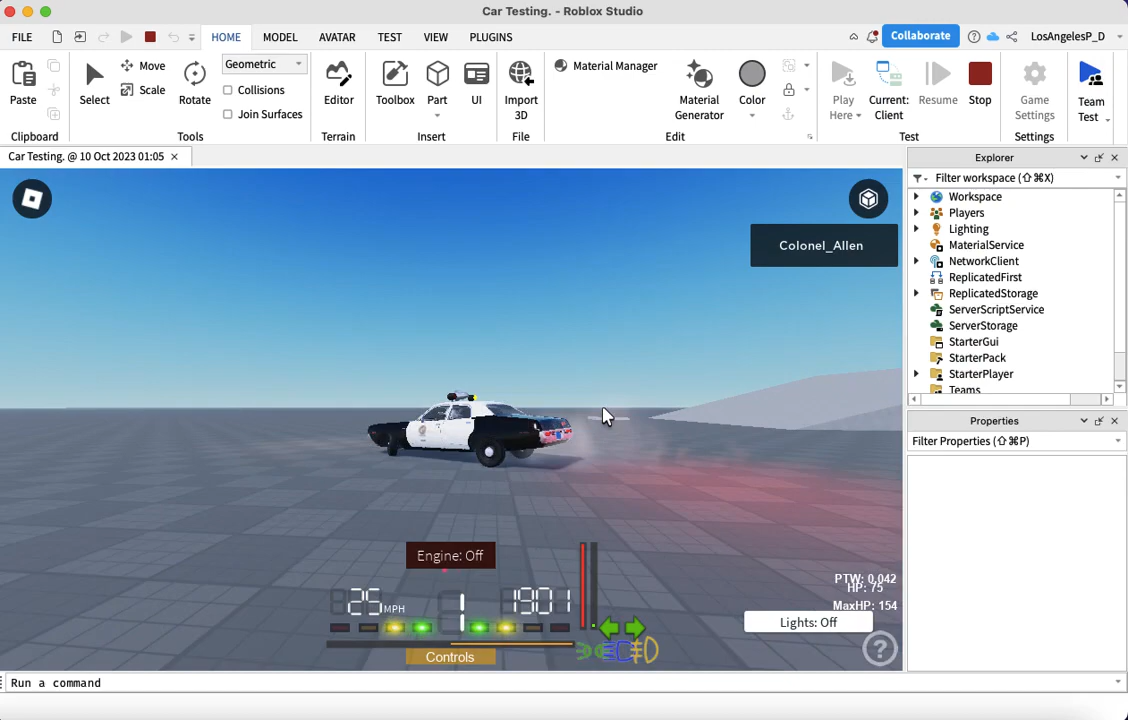 Car Testing. - Roblox Studio
FILE HOME MODEL AVATAR TEST VIEW PLUGINS Collaborate LosAngelesP_D
Paste Select Move Scale Rotate Geometric Collisions Join Surfaces Editor Toolbox Part UI Import 3D Material Manager Material Generator Color Play Here Current: Client Resume Stop Game Settings Team Test
Clipboard Tools Terrain Insert File Edit Test Settings
Car Testing. @ 10 Oct 2023 01:05
Explorer
Filter workspace (⇧⌘X)
Workspace
Players
Lighting
MaterialService
NetworkClient
ReplicatedFirst
ReplicatedStorage
ServerScriptService
ServerStorage
StarterGui
StarterPack
StarterPlayer
Teams
Properties
Filter Properties (⇧⌘P)
Colonel_Allen
Engine: Off
25 MPH 1 1901
Controls
PTW: 0.042
HP: 75
MaxHP: 154
Lights: Off
?
Run a command